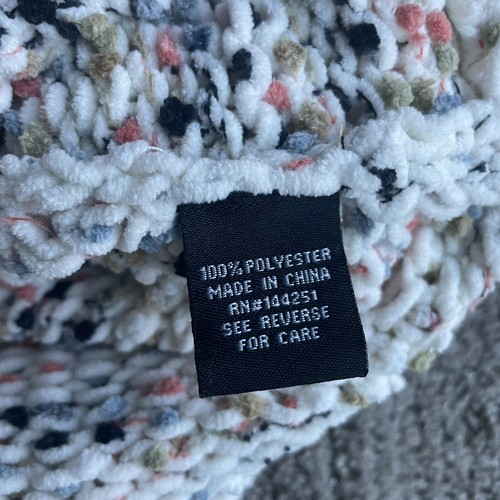 100% POLYESTER
MADE IN CHINA
RN#144251
SEE REVERSE
FOR CARE